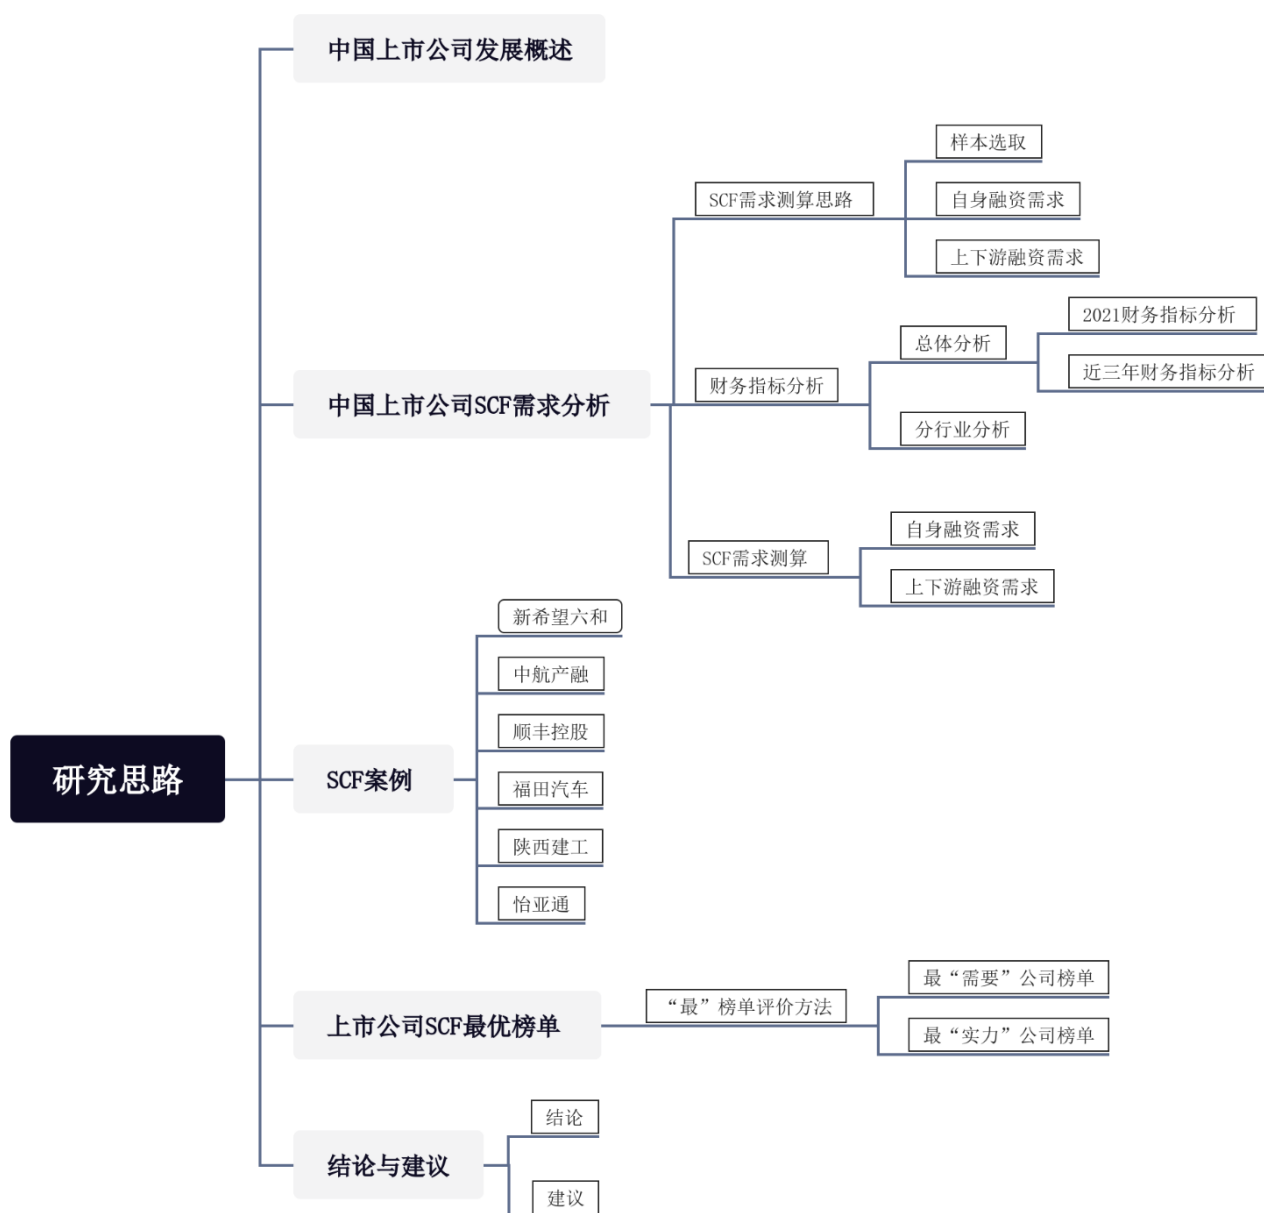 研究思路
中国上市公司发展概述
中国上市公司SCF需求分析
SCF需求测算思路
样本选取
自身融资需求
上下游融资需求
财务指标分析
总体分析
2021财务指标分析
近三年财务指标分析
分行业分析
SCF需求测算
自身融资需求
上下游融资需求
SCF案例
新希望六和
中航产融
顺丰控股
福田汽车
陕西建工
怡亚通
上市公司SCF最优榜单
“最”榜单评价方法
最“需要”公司榜单
最“实力”公司榜单
结论与建议
结论
建议